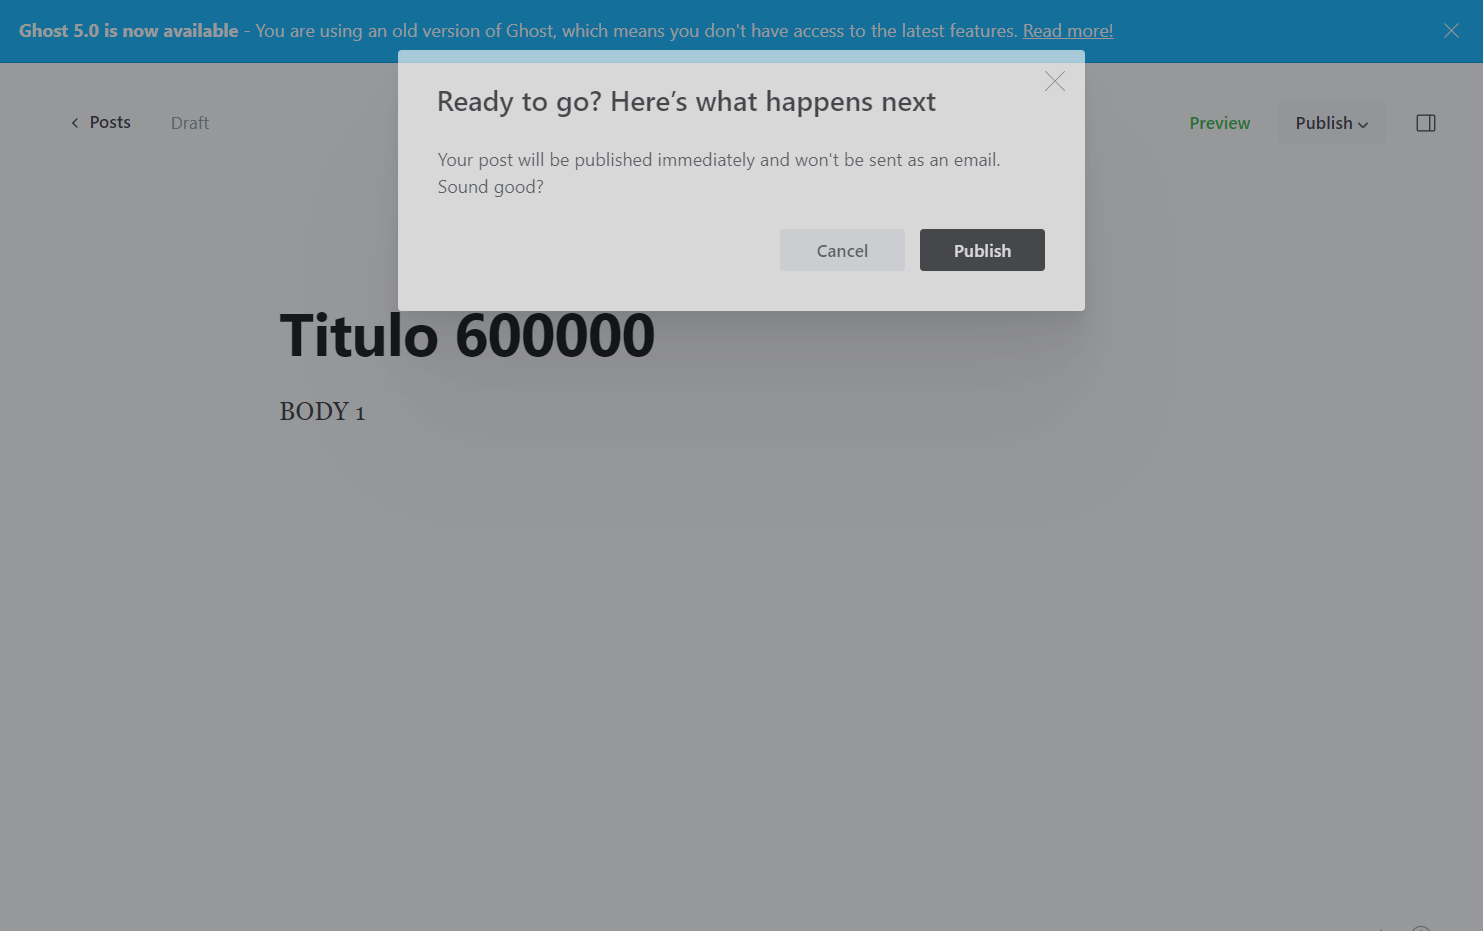 Ghost 5.0 is now available - You are using an old version of Ghost, which means you don't have access to the latest features. Read more!
Ready to go? Here’s what happens next
Your post will be published immediately and won't be sent as an email.
Sound good?
Cancel
Publish
Posts
Draft
Preview
Publish
Titulo 600000
BODY 1